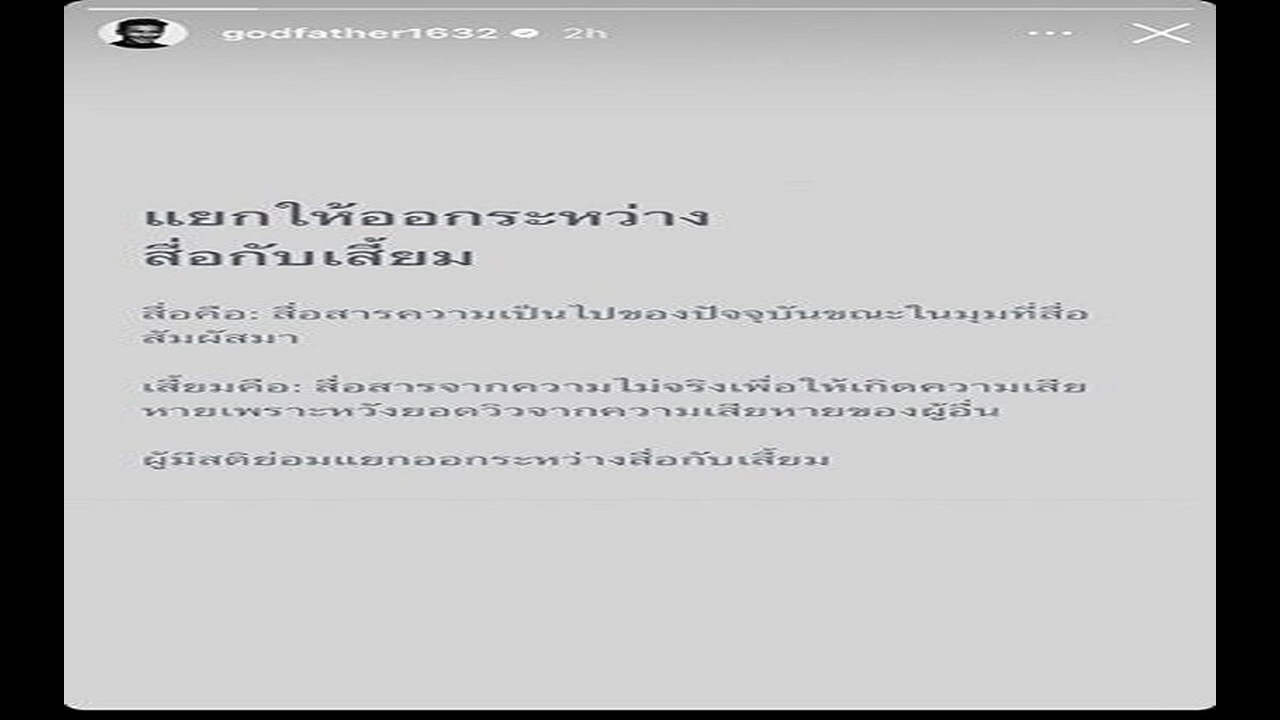 godfather1632 2h
แยกให้ออกระหว่าง
สื่อกับเสี้ยม
สื่อคือ: สื่อสารความเป็นไปของปัจจุบันขณะในมุมที่สื่อ
สัมผัสมา
เสี้ยมคือ: สื่อสารจากความไม่จริงเพื่อให้เกิดความเสีย
หายเพราะหวังยอดวิวจากความเสียหายของผู้อื่น
ผู้มีสติย่อมแยกออกระหว่างสื่อกับเสี้ยม